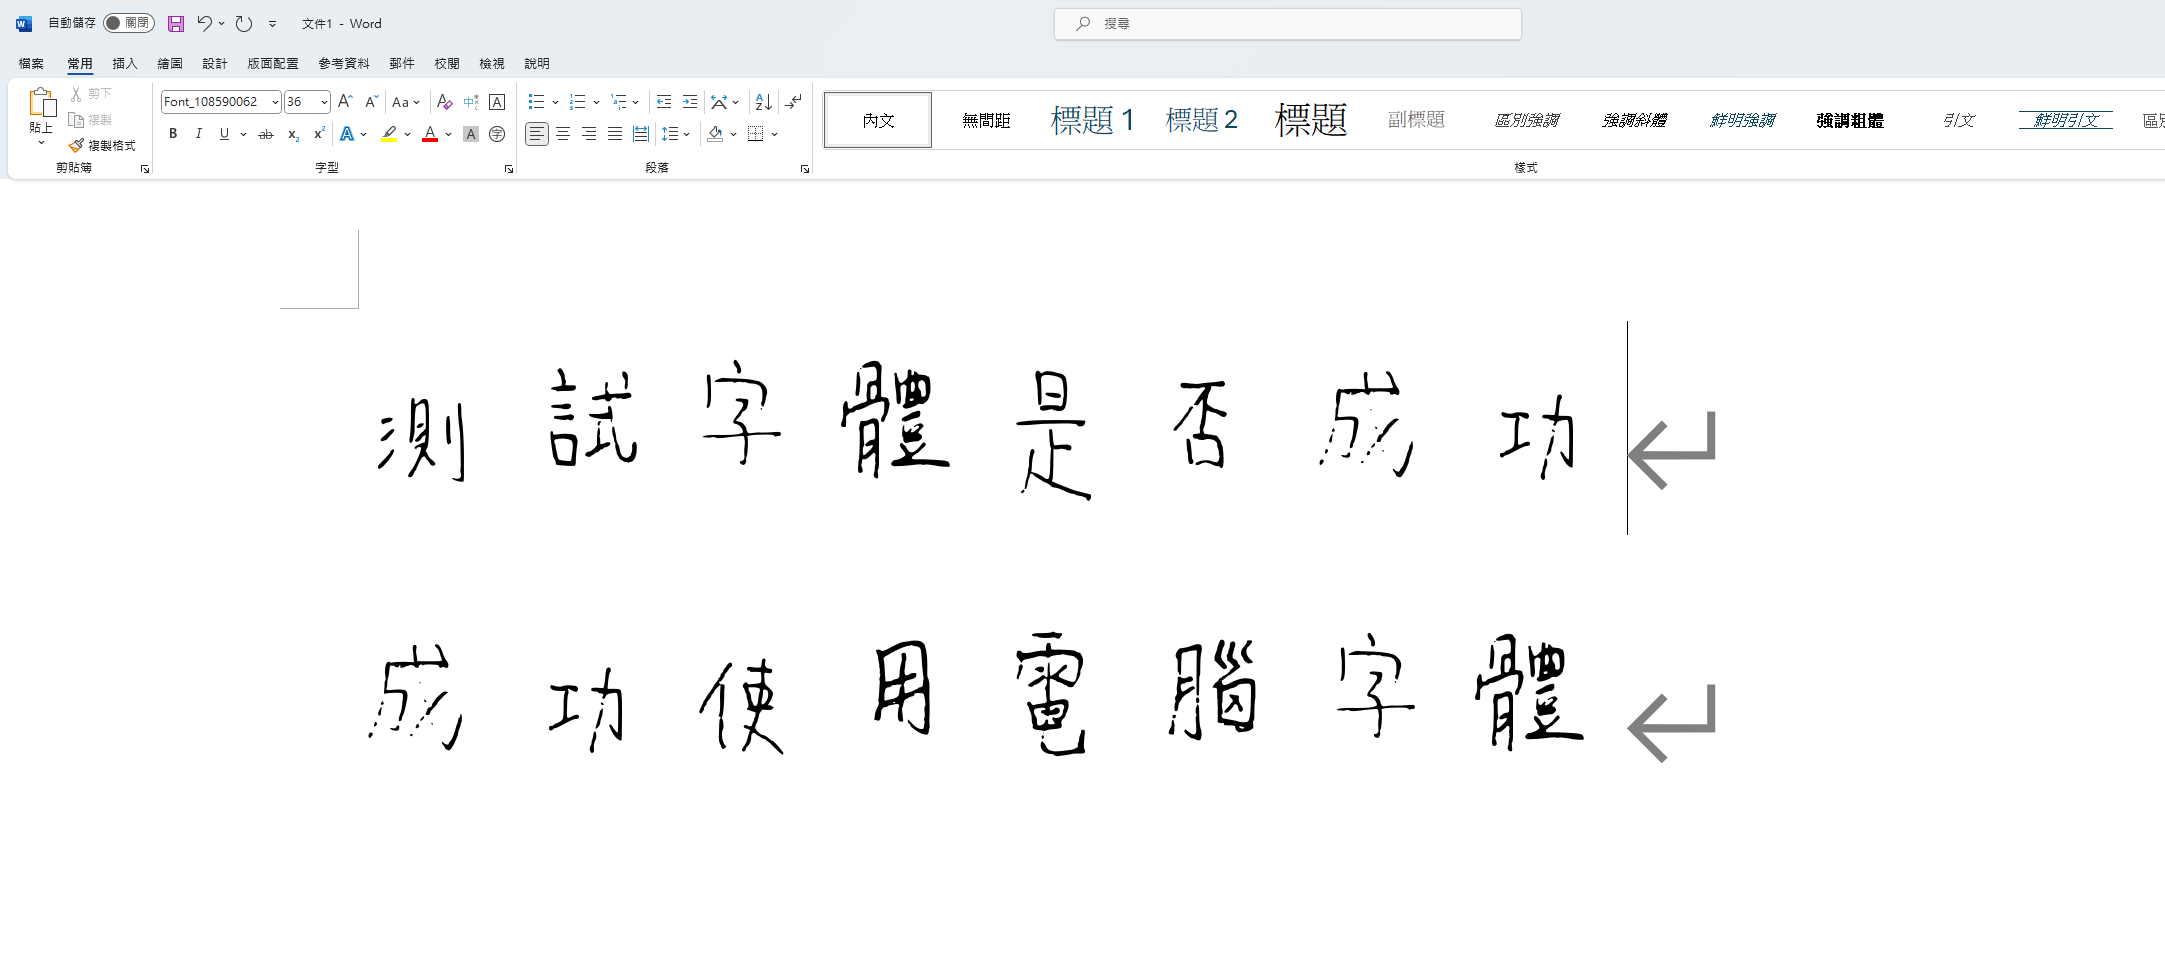 自動儲存 關閉 文件1 - Word 搜尋
檔案 常用 插入 繪圖 設計 版面配置 參考資料 郵件 校閱 檢視 說明
貼上 剪下 複製 複製格式 剪貼簿
Font_108590062 36 Aa 字型
段落
內文 無間距 標題 1 標題 2 標題 副標題 區別強調 強調斜體 鮮明強調 強調粗體 引文 鮮明引文 區別
樣式
測試字體是否成功
成功使用電腦字體